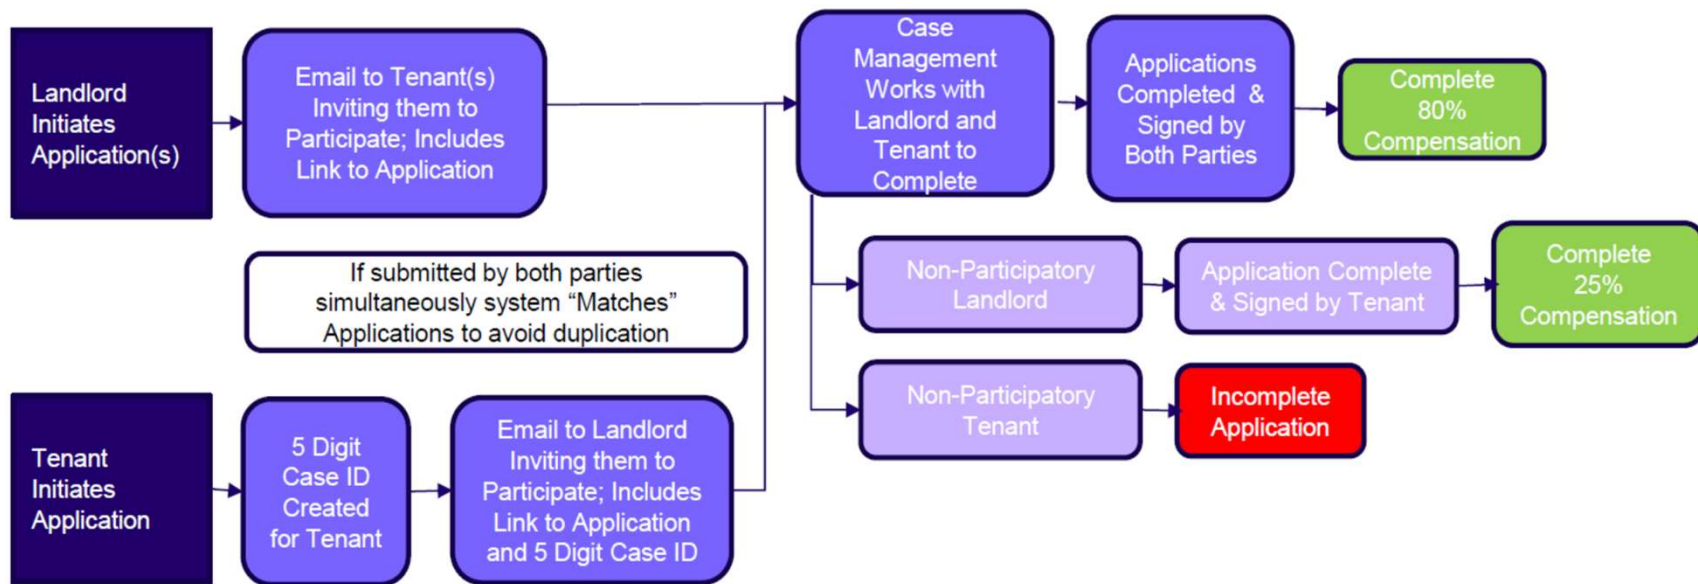 Landlord
Initiates
Application(s)
Email to Tenant(s)
Inviting them to
Participate; Includes
Link to Application
Case
Management
Works with
Landlord and
Tenant to
Complete
Applications
Completed &
Signed by
Both Parties
Complete
80%
Compensation
If submitted by both parties
simultaneously system “Matches”
Applications to avoid duplication
Non-Participatory
Landlord
Application Complete
& Signed by Tenant
Complete
25%
Compensation
Tenant
Initiates
Application
5 Digit
Case ID
Created
for Tenant
Email to Landlord
Inviting them to
Participate; Includes
Link to Application
and 5 Digit Case ID
Non-Participatory
Tenant
Incomplete
Application